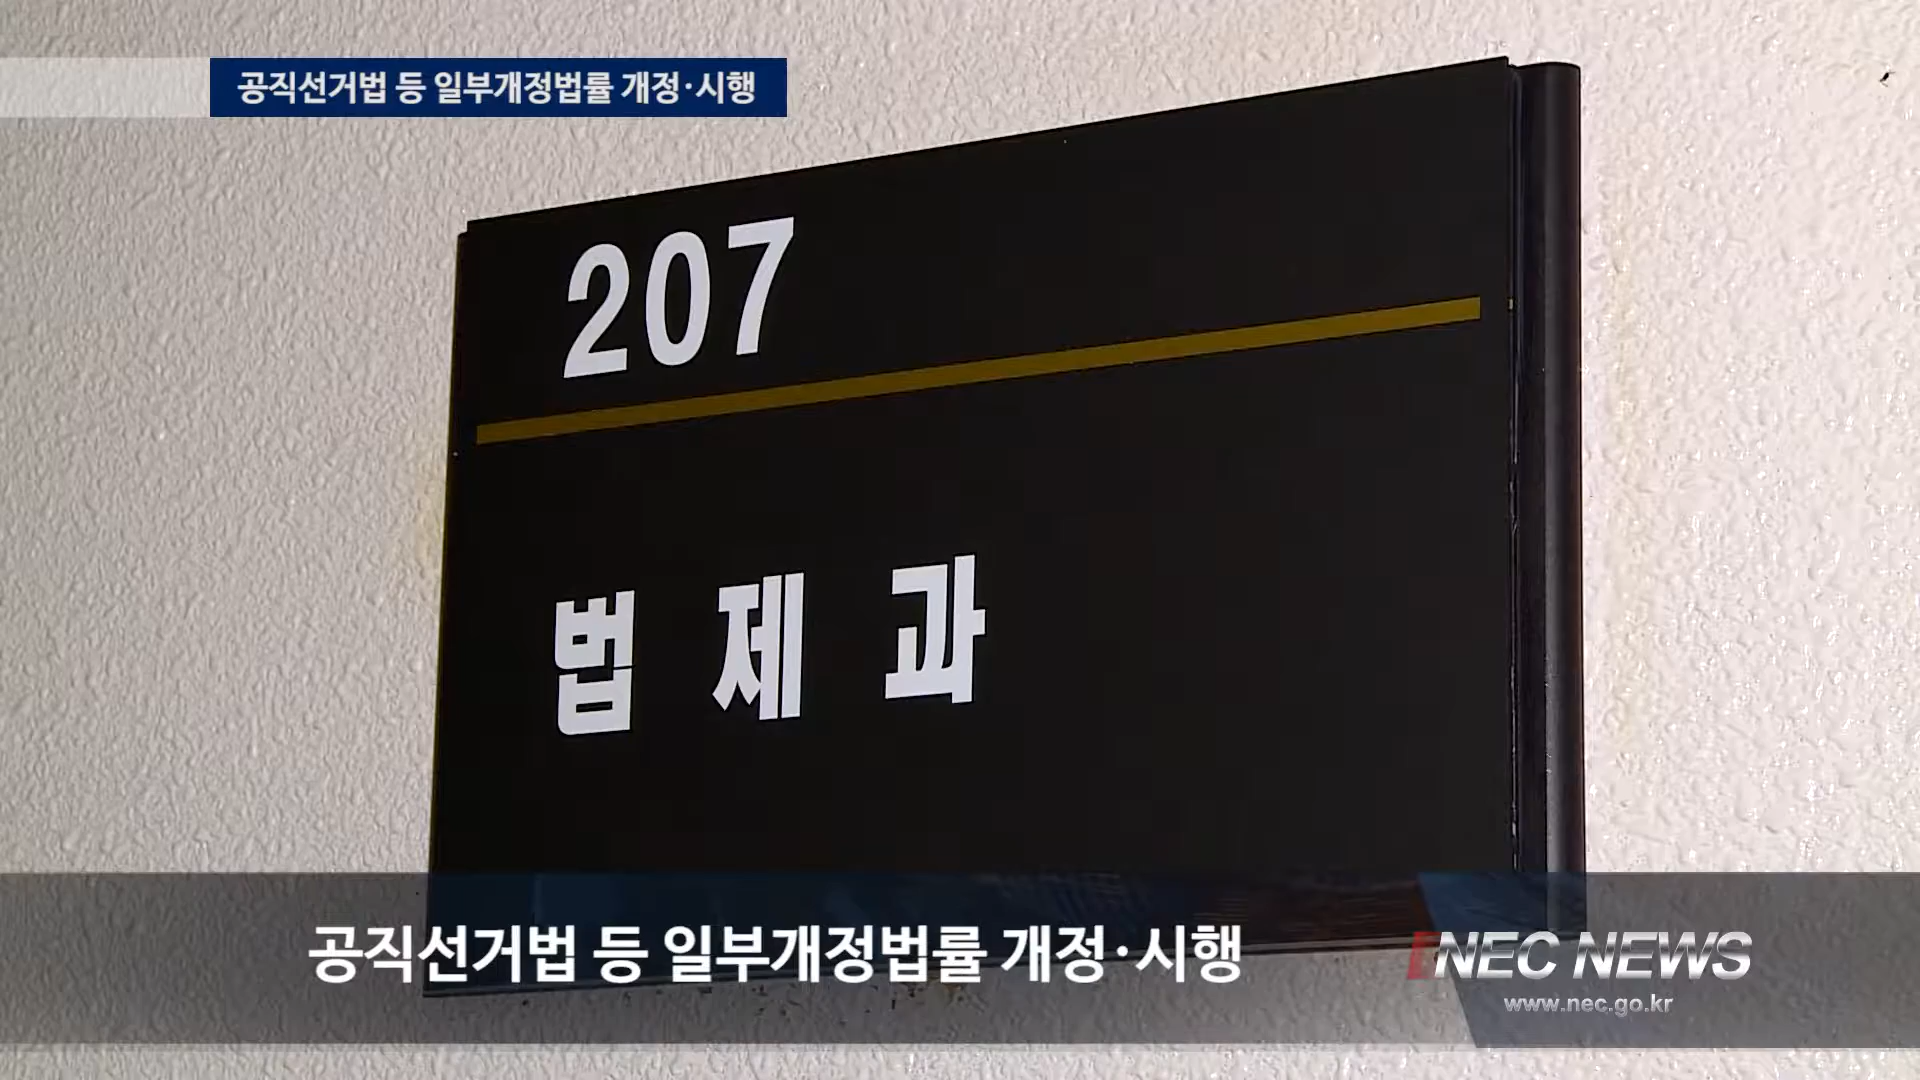 공직선거법 등 일부개정법률 개정·시행
207
법 제 과
공직선거법 등 일부개정법률 개정·시행
NEC NEWS
www.nec.go.kr